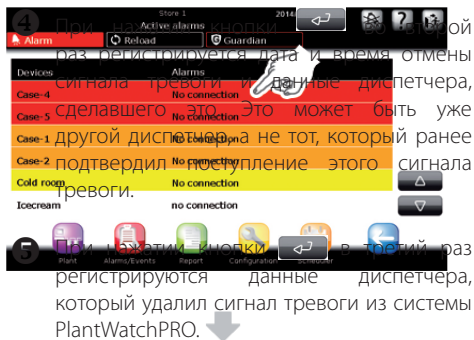 Store 1
2014
Active alarms
Alarm
Reload
Guardian
Devices Alarms
Case-4 No connection
Case-5 No connection
Case-1 No connection
Case-2 No connection
Cold room No connection
Icecream no connection
Plant Alarms/Events Report Configuration Scheduler
4 При нажатии кнопки второй
раз регистрируется дата и время отмены
сигнала тревоги и данные диспетчера,
сделавшего это. Это может быть уже
другой диспетчер, а не тот, который ранее
подтвердил поступление этого сигнала
тревоги.
5 При нажатии кнопки в третий раз
регистрируются данные диспетчера,
который удалил сигнал тревоги из системы
PlantWatchPRO.